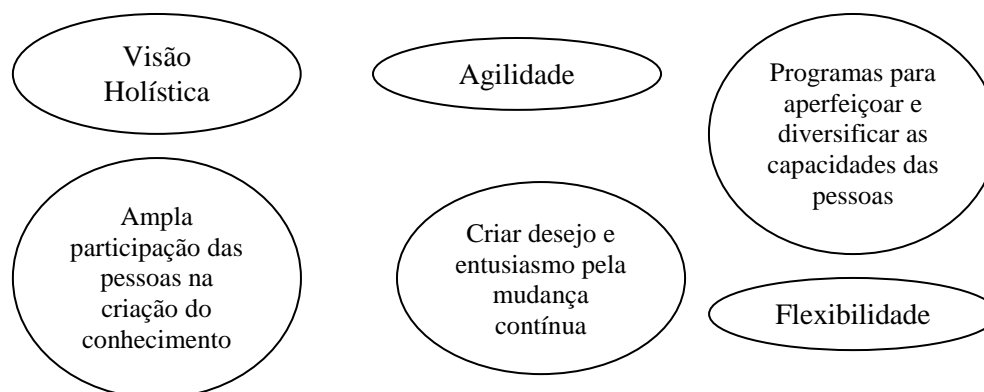 Visão
Holística
Agilidade
Programas para
aperfeiçoar e
diversificar as
capacidades das
pessoas
Ampla
participação das
pessoas na
criação do
conhecimento
Criar desejo e
entusiasmo pela
mudança
contínua
Flexibilidade